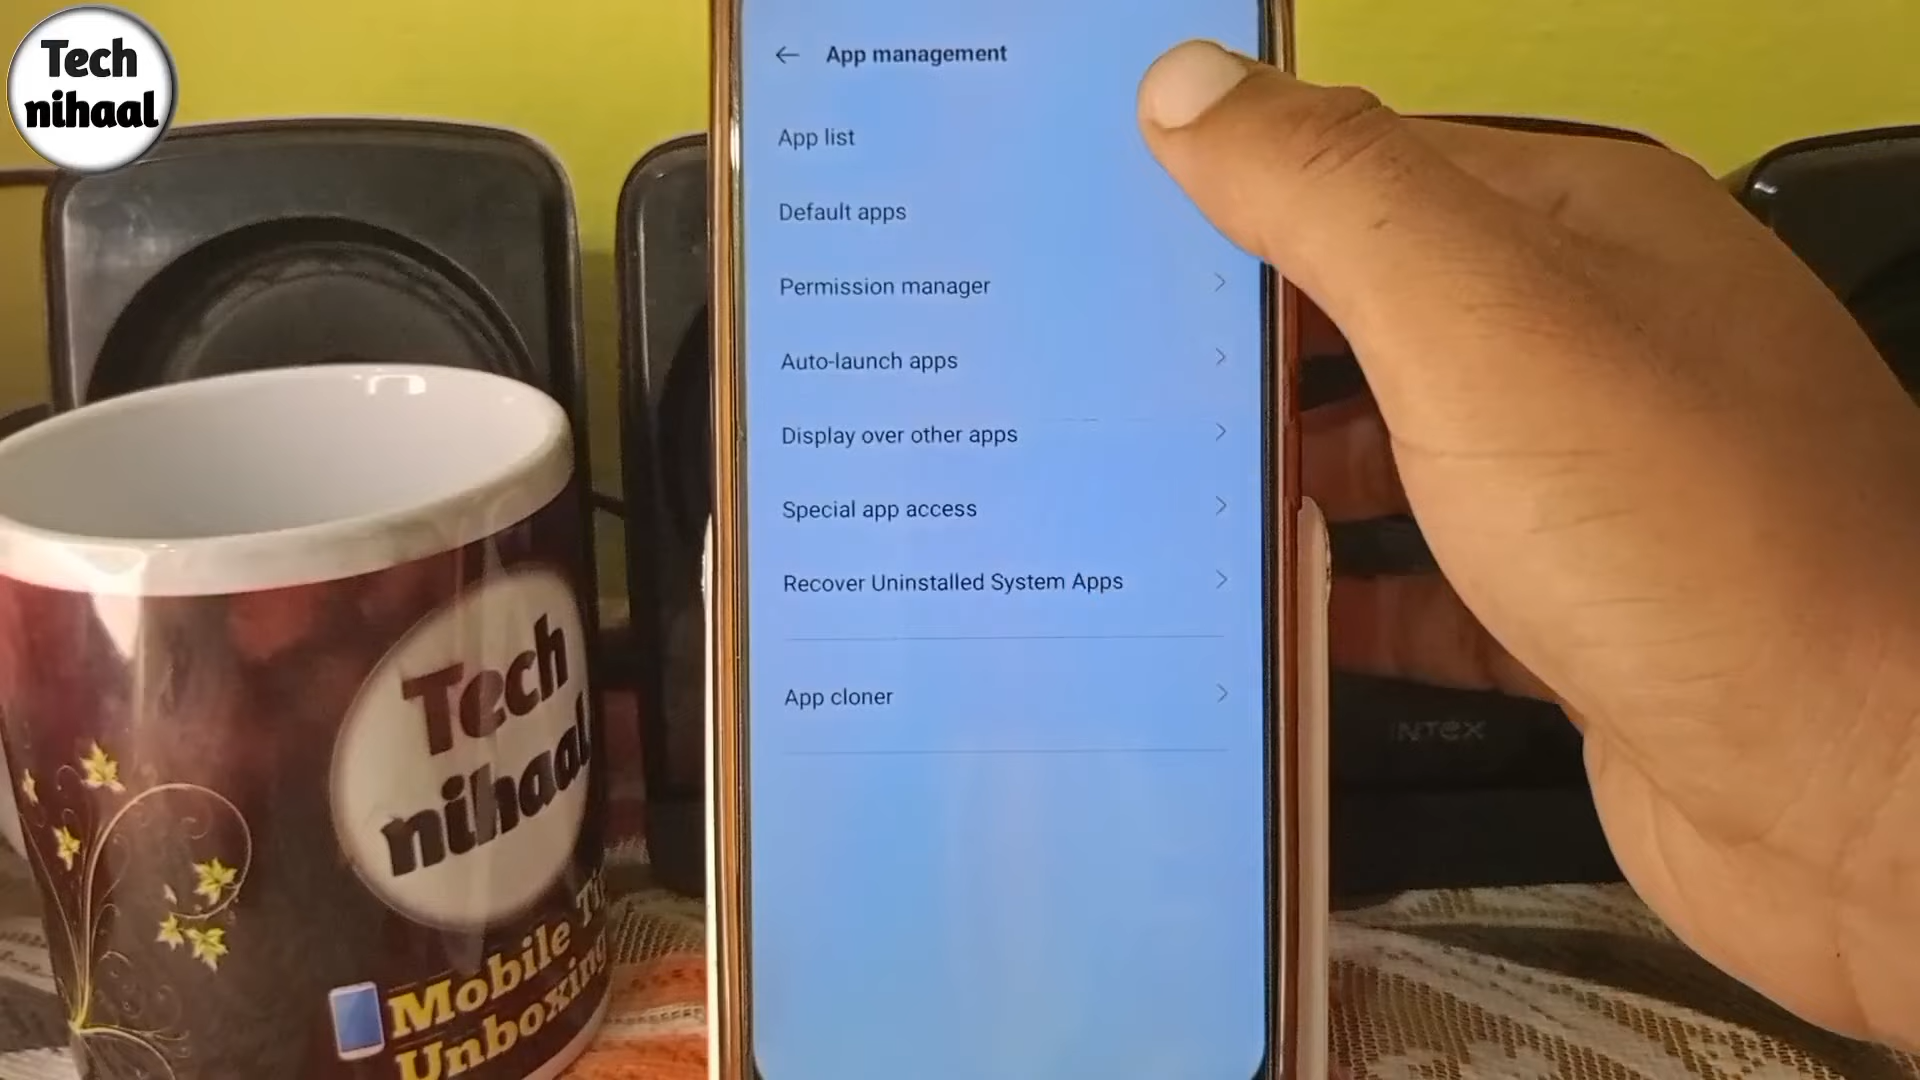 Tech
nihaal
App management
App list
Default apps
Permission manager
Auto-launch apps
Display over other apps
Special app access
Recover Uninstalled System Apps
App cloner
Tech
nihaal
Mobile
Unboxing
INTEX